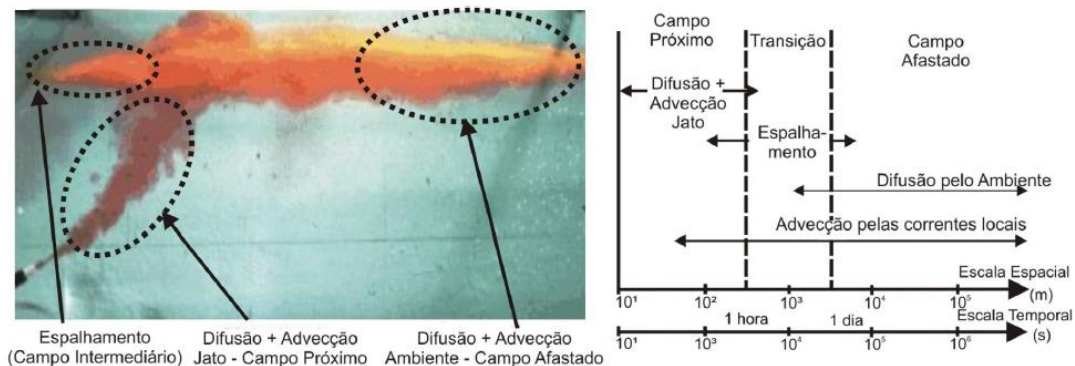 Espalhamento
(Campo Intermediário)
Difusão + Advecção
Jato - Campo Próximo
Difusão + Advecção
Ambiente - Campo Afastado
Campo
Próximo
Transição
Campo
Afastado
Difusão +
Advecção
Jato
Espalha-
mento
Difusão pelo Ambiente
Advecção pelas correntes locais
Escala Espacial
10¹ 10² 10³ 10⁴ 10⁵ (m)
1 hora 1 dia Escala Temporal
10¹ 10³ 10⁴ 10⁵ 10⁶ (s)